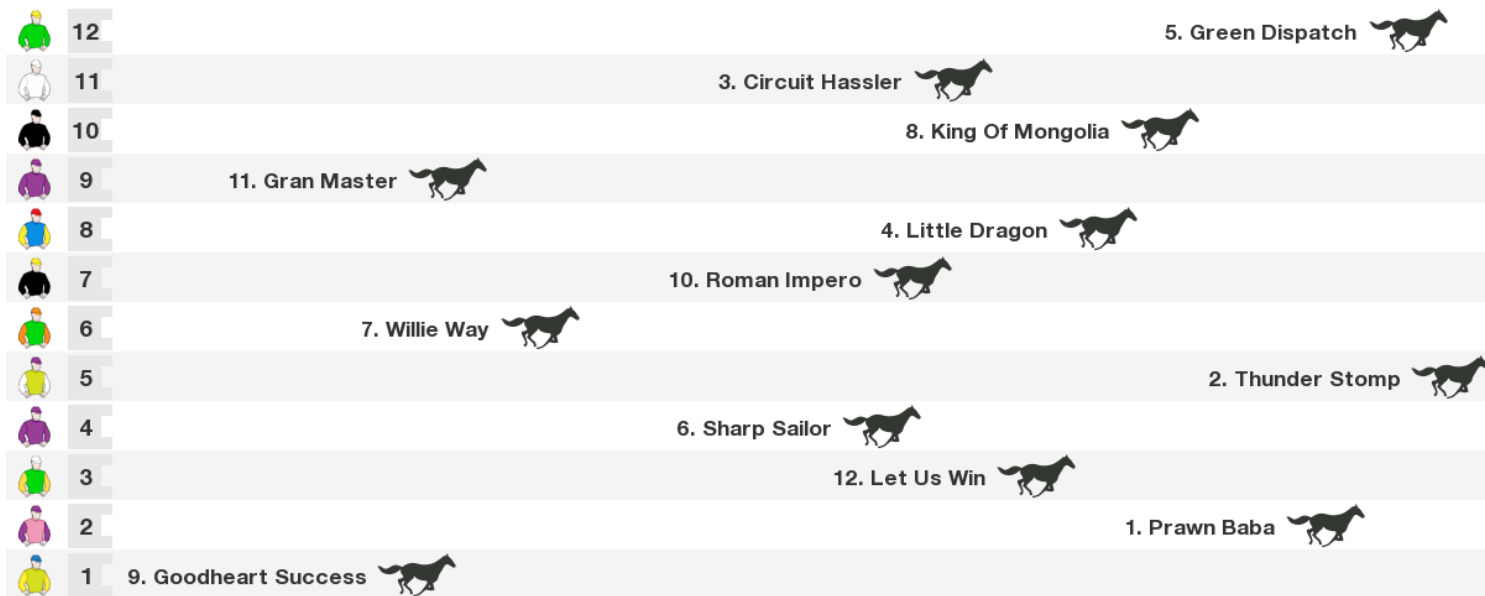 12 5. Green Dispatch
11 3. Circuit Hassler
10 8. King Of Mongolia
9 11. Gran Master
8 4. Little Dragon
7 10. Roman Impero
6 7. Willie Way
5 2. Thunder Stomp
4 6. Sharp Sailor
3 12. Let Us Win
2 1. Prawn Baba
1 9. Goodheart Success